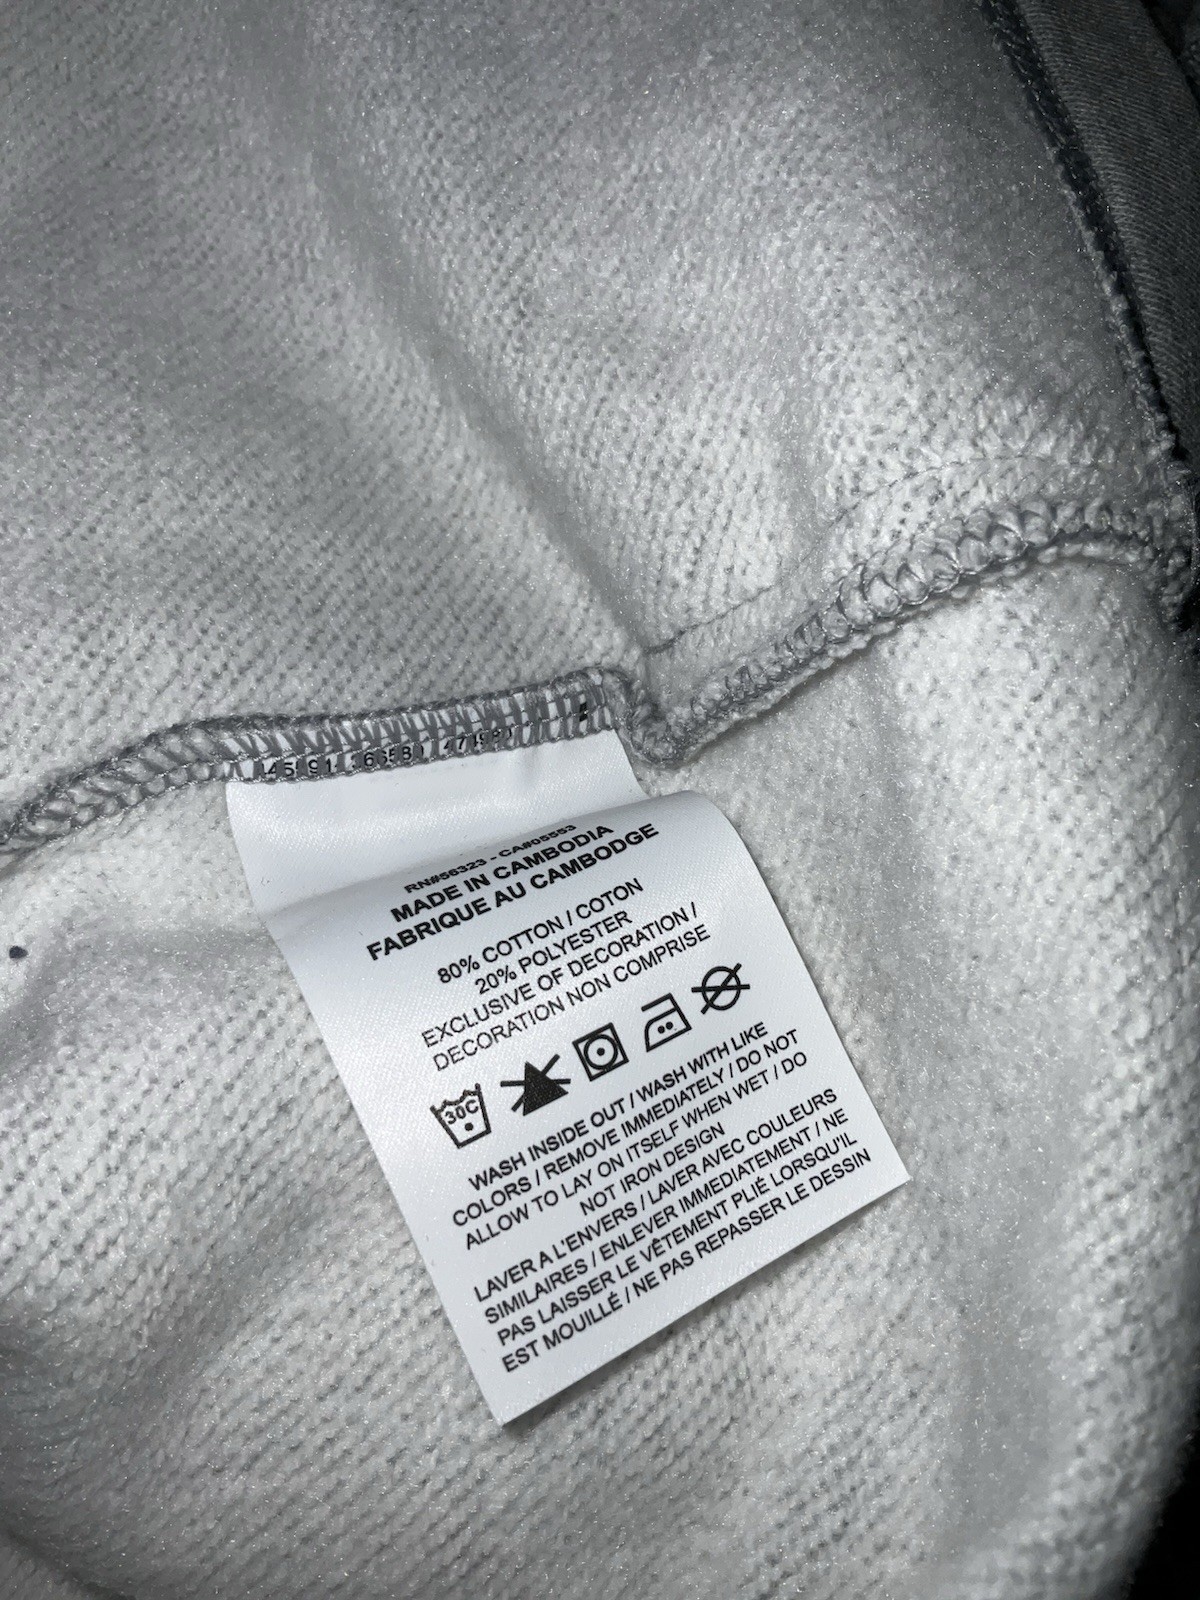 RN#56323 - CA#05553
MADE IN CAMBODIA
FABRIQUE AU CAMBODGE
80% COTTON / COTON
20% POLYESTER
EXCLUSIVE OF DECORATION /
DECORATION NON COMPRISE
30C
WASH INSIDE OUT / WASH WITH LIKE
COLORS / REMOVE IMMEDIATELY / DO NOT
ALLOW TO LAY ON ITSELF WHEN WET / DO
NOT IRON DESIGN
LAVER A L'ENVERS / LAVER AVEC COULEURS
SIMILAIRES / ENLEVER IMMEDIATEMENT / NE
PAS LAISSER LE VÊTEMENT PLIÉ LORSQU'IL
EST MOUILLÉ / NE PAS REPASSER LE DESSIN